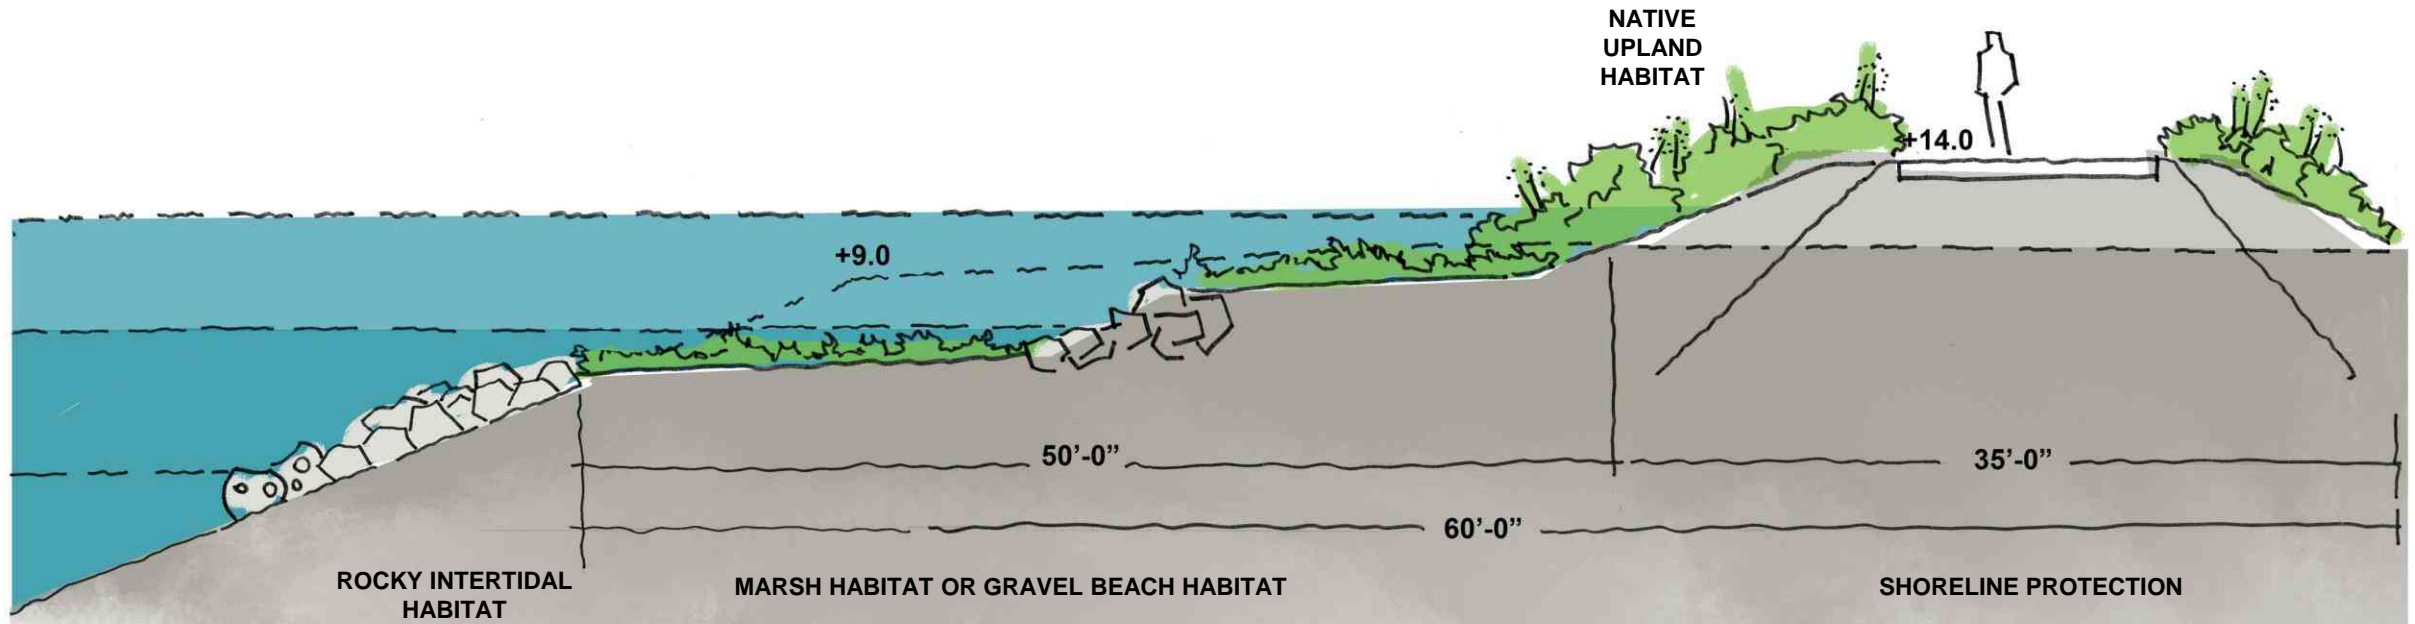 NATIVE
UPLAND
HABITAT
+14.0
+9.0
50’-0”
35’-0”
60’-0”
ROCKY INTERTIDAL
HABITAT
MARSH HABITAT OR GRAVEL BEACH HABITAT
SHORELINE PROTECTION